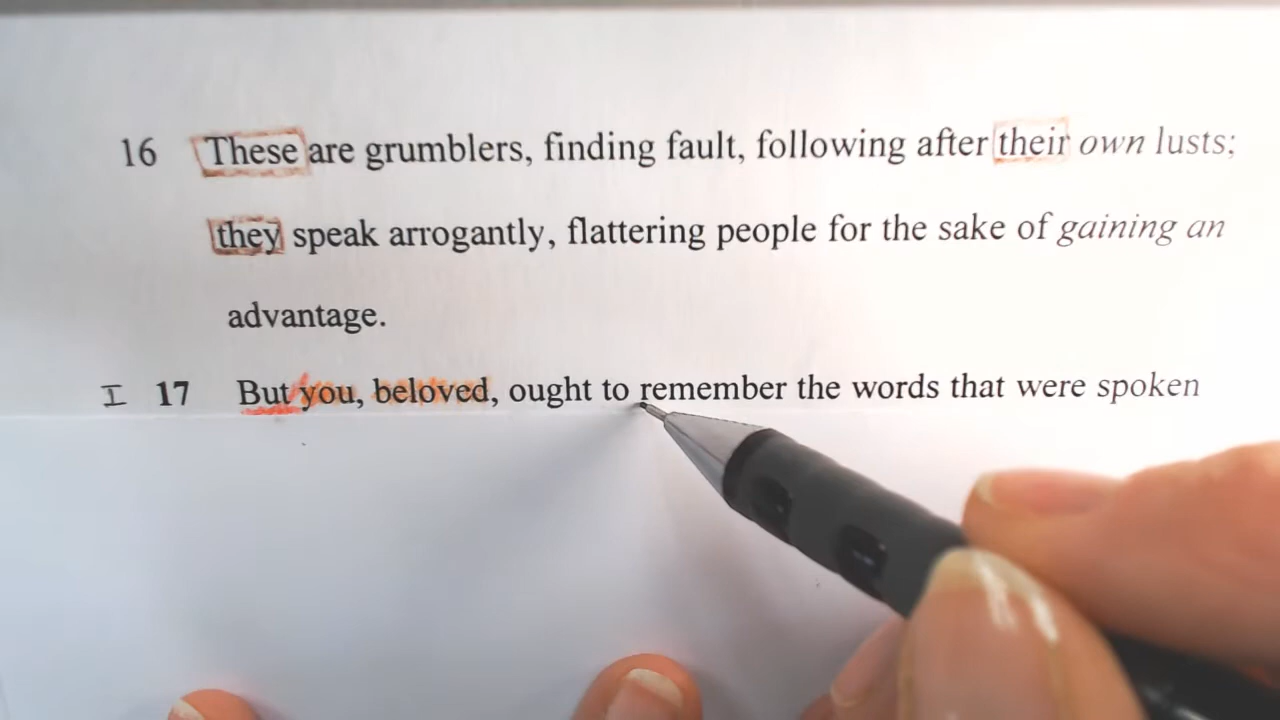 16 These are grumblers, finding fault, following after their own lusts;
they speak arrogantly, flattering people for the sake of gaining an
advantage.
I 17 But you, beloved, ought to remember the words that were spoken